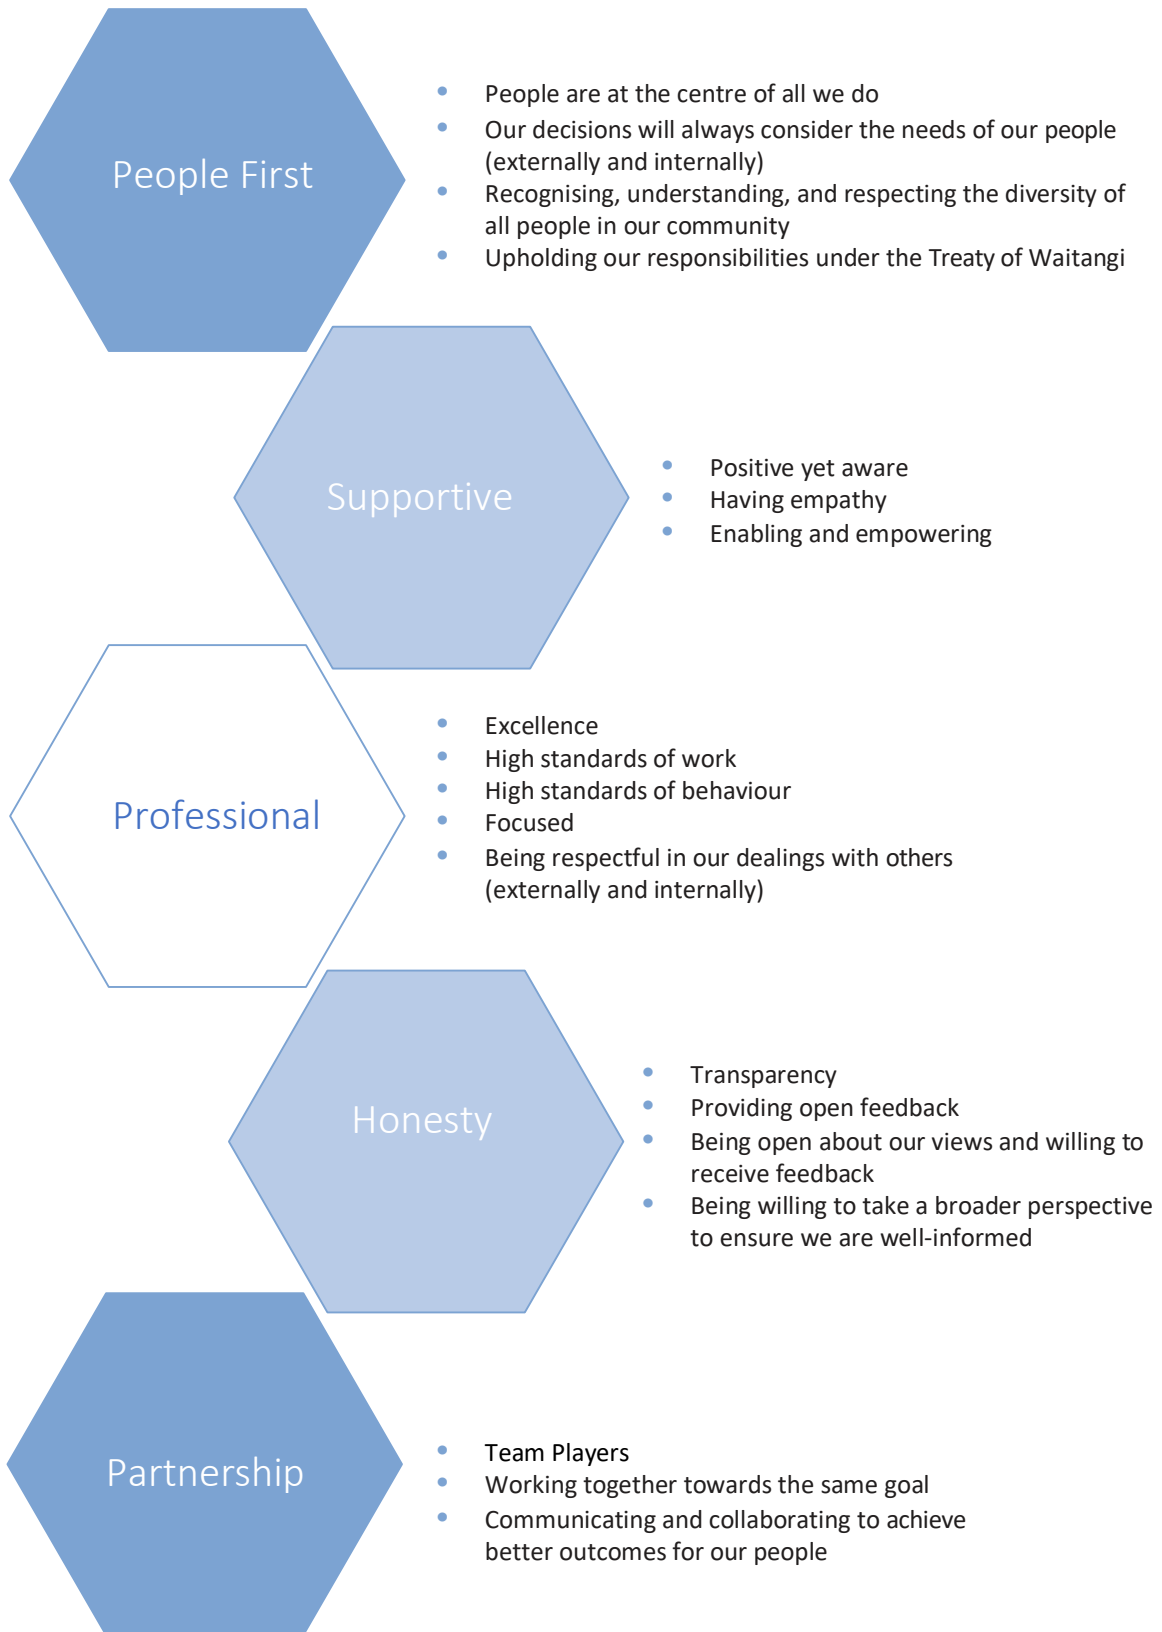 People First
• People are at the centre of all we do
• Our decisions will always consider the needs of our people
(externally and internally)
• Recognising, understanding, and respecting the diversity of
all people in our community
• Upholding our responsibilities under the Treaty of Waitangi
Supportive
• Positive yet aware
• Having empathy
• Enabling and empowering
Professional
• Excellence
• High standards of work
• High standards of behaviour
• Focused
• Being respectful in our dealings with others
(externally and internally)
Honesty
• Transparency
• Providing open feedback
• Being open about our views and willing to
receive feedback
• Being willing to take a broader perspective
to ensure we are well-informed
Partnership
• Team Players
• Working together towards the same goal
• Communicating and collaborating to achieve
better outcomes for our people